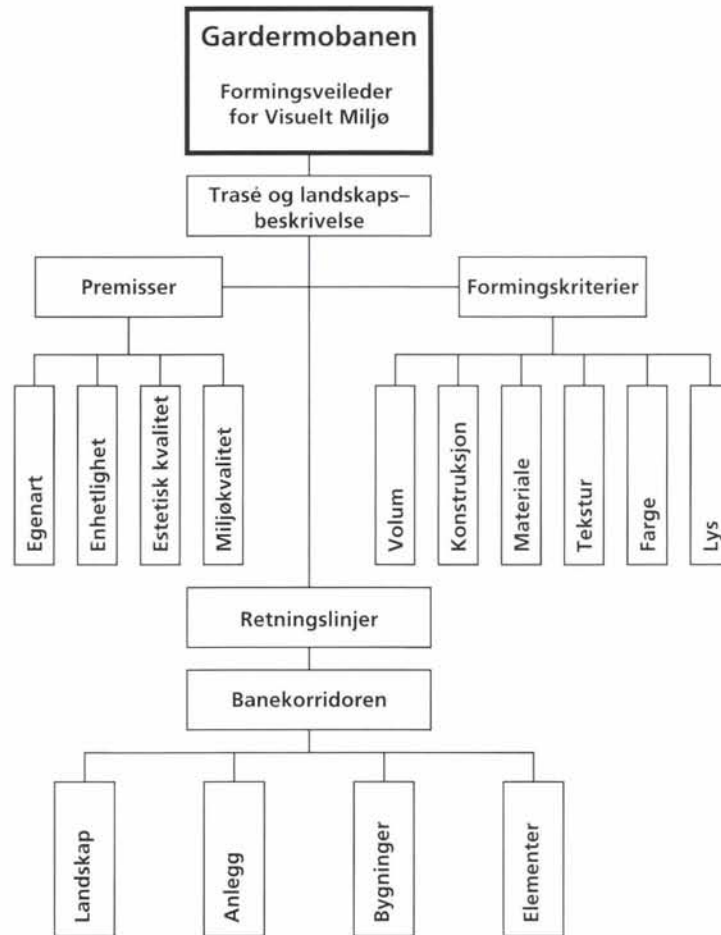 Gardermobanen
Formingsveileder
for Visuelt Miljø
Trasé og landskaps–
beskrivelse
Premisser
Formingskriterier
Egenart
Enhetlighet
Estetisk kvalitet
Miljøkvalitet
Volum
Konstruksjon
Materiale
Tekstur
Farge
Lys
Retningslinjer
Banekorridoren
Landskap
Anlegg
Bygninger
Elementer